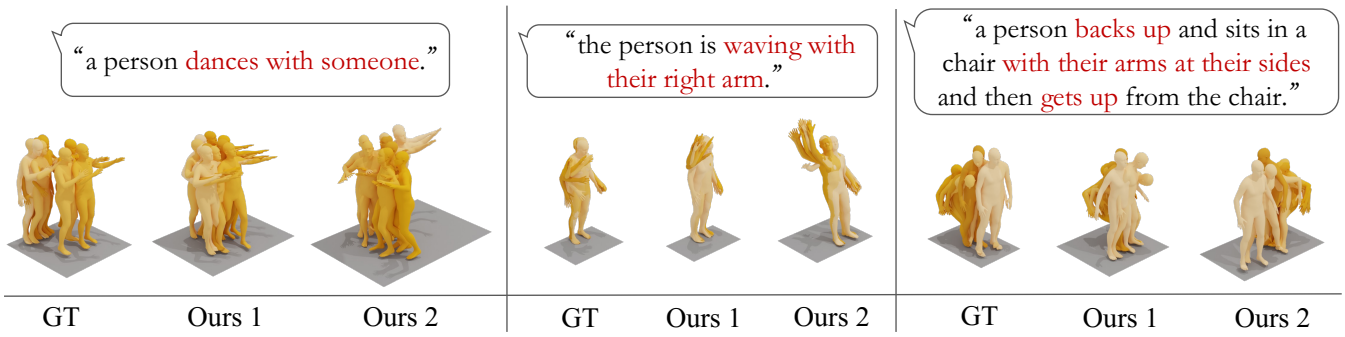 “a person dances with someone.”
“the person is waving with
their right arm.”
“a person backs up and sits in a
chair with their arms at their sides
and then gets up from the chair.”
GT
Ours 1
Ours 2
GT
Ours 1
Ours 2
GT
Ours 1
Ours 2